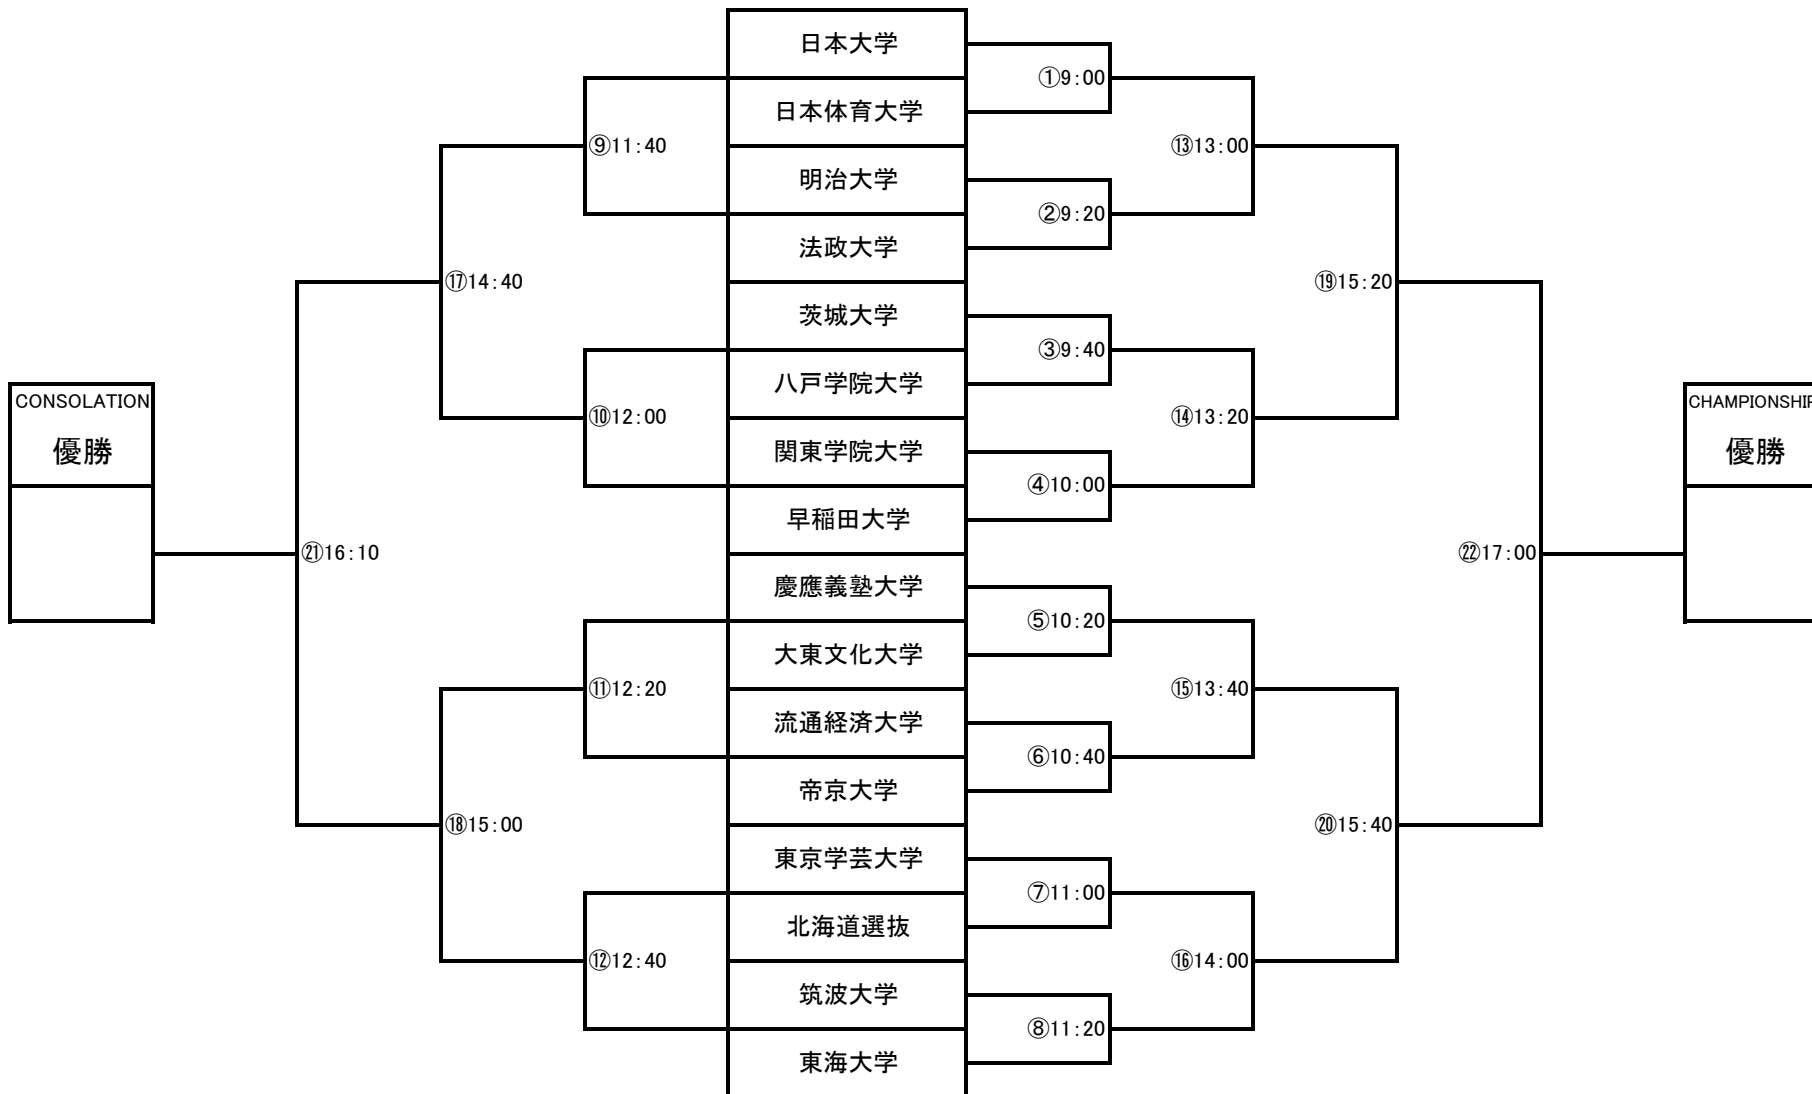 日本大学
①9:00
日本体育大学
⑨11:40
⑬13:00
明治大学
②9:20
法政大学
⑰14:40
⑲15:20
茨城大学
③9:40
八戸学院大学
CONSOLATION
CHAMPIONSHIP
⑩12:00
⑭13:20
優勝
関東学院大学
優勝
④10:00
早稲田大学
㉑16:10
㉒17:00
慶應義塾大学
⑤10:20
大東文化大学
⑪12:20
⑮13:40
流通経済大学
⑥10:40
帝京大学
⑱15:00
⑳15:40
東京学芸大学
⑦11:00
北海道選抜
⑫12:40
⑯14:00
筑波大学
⑧11:20
東海大学